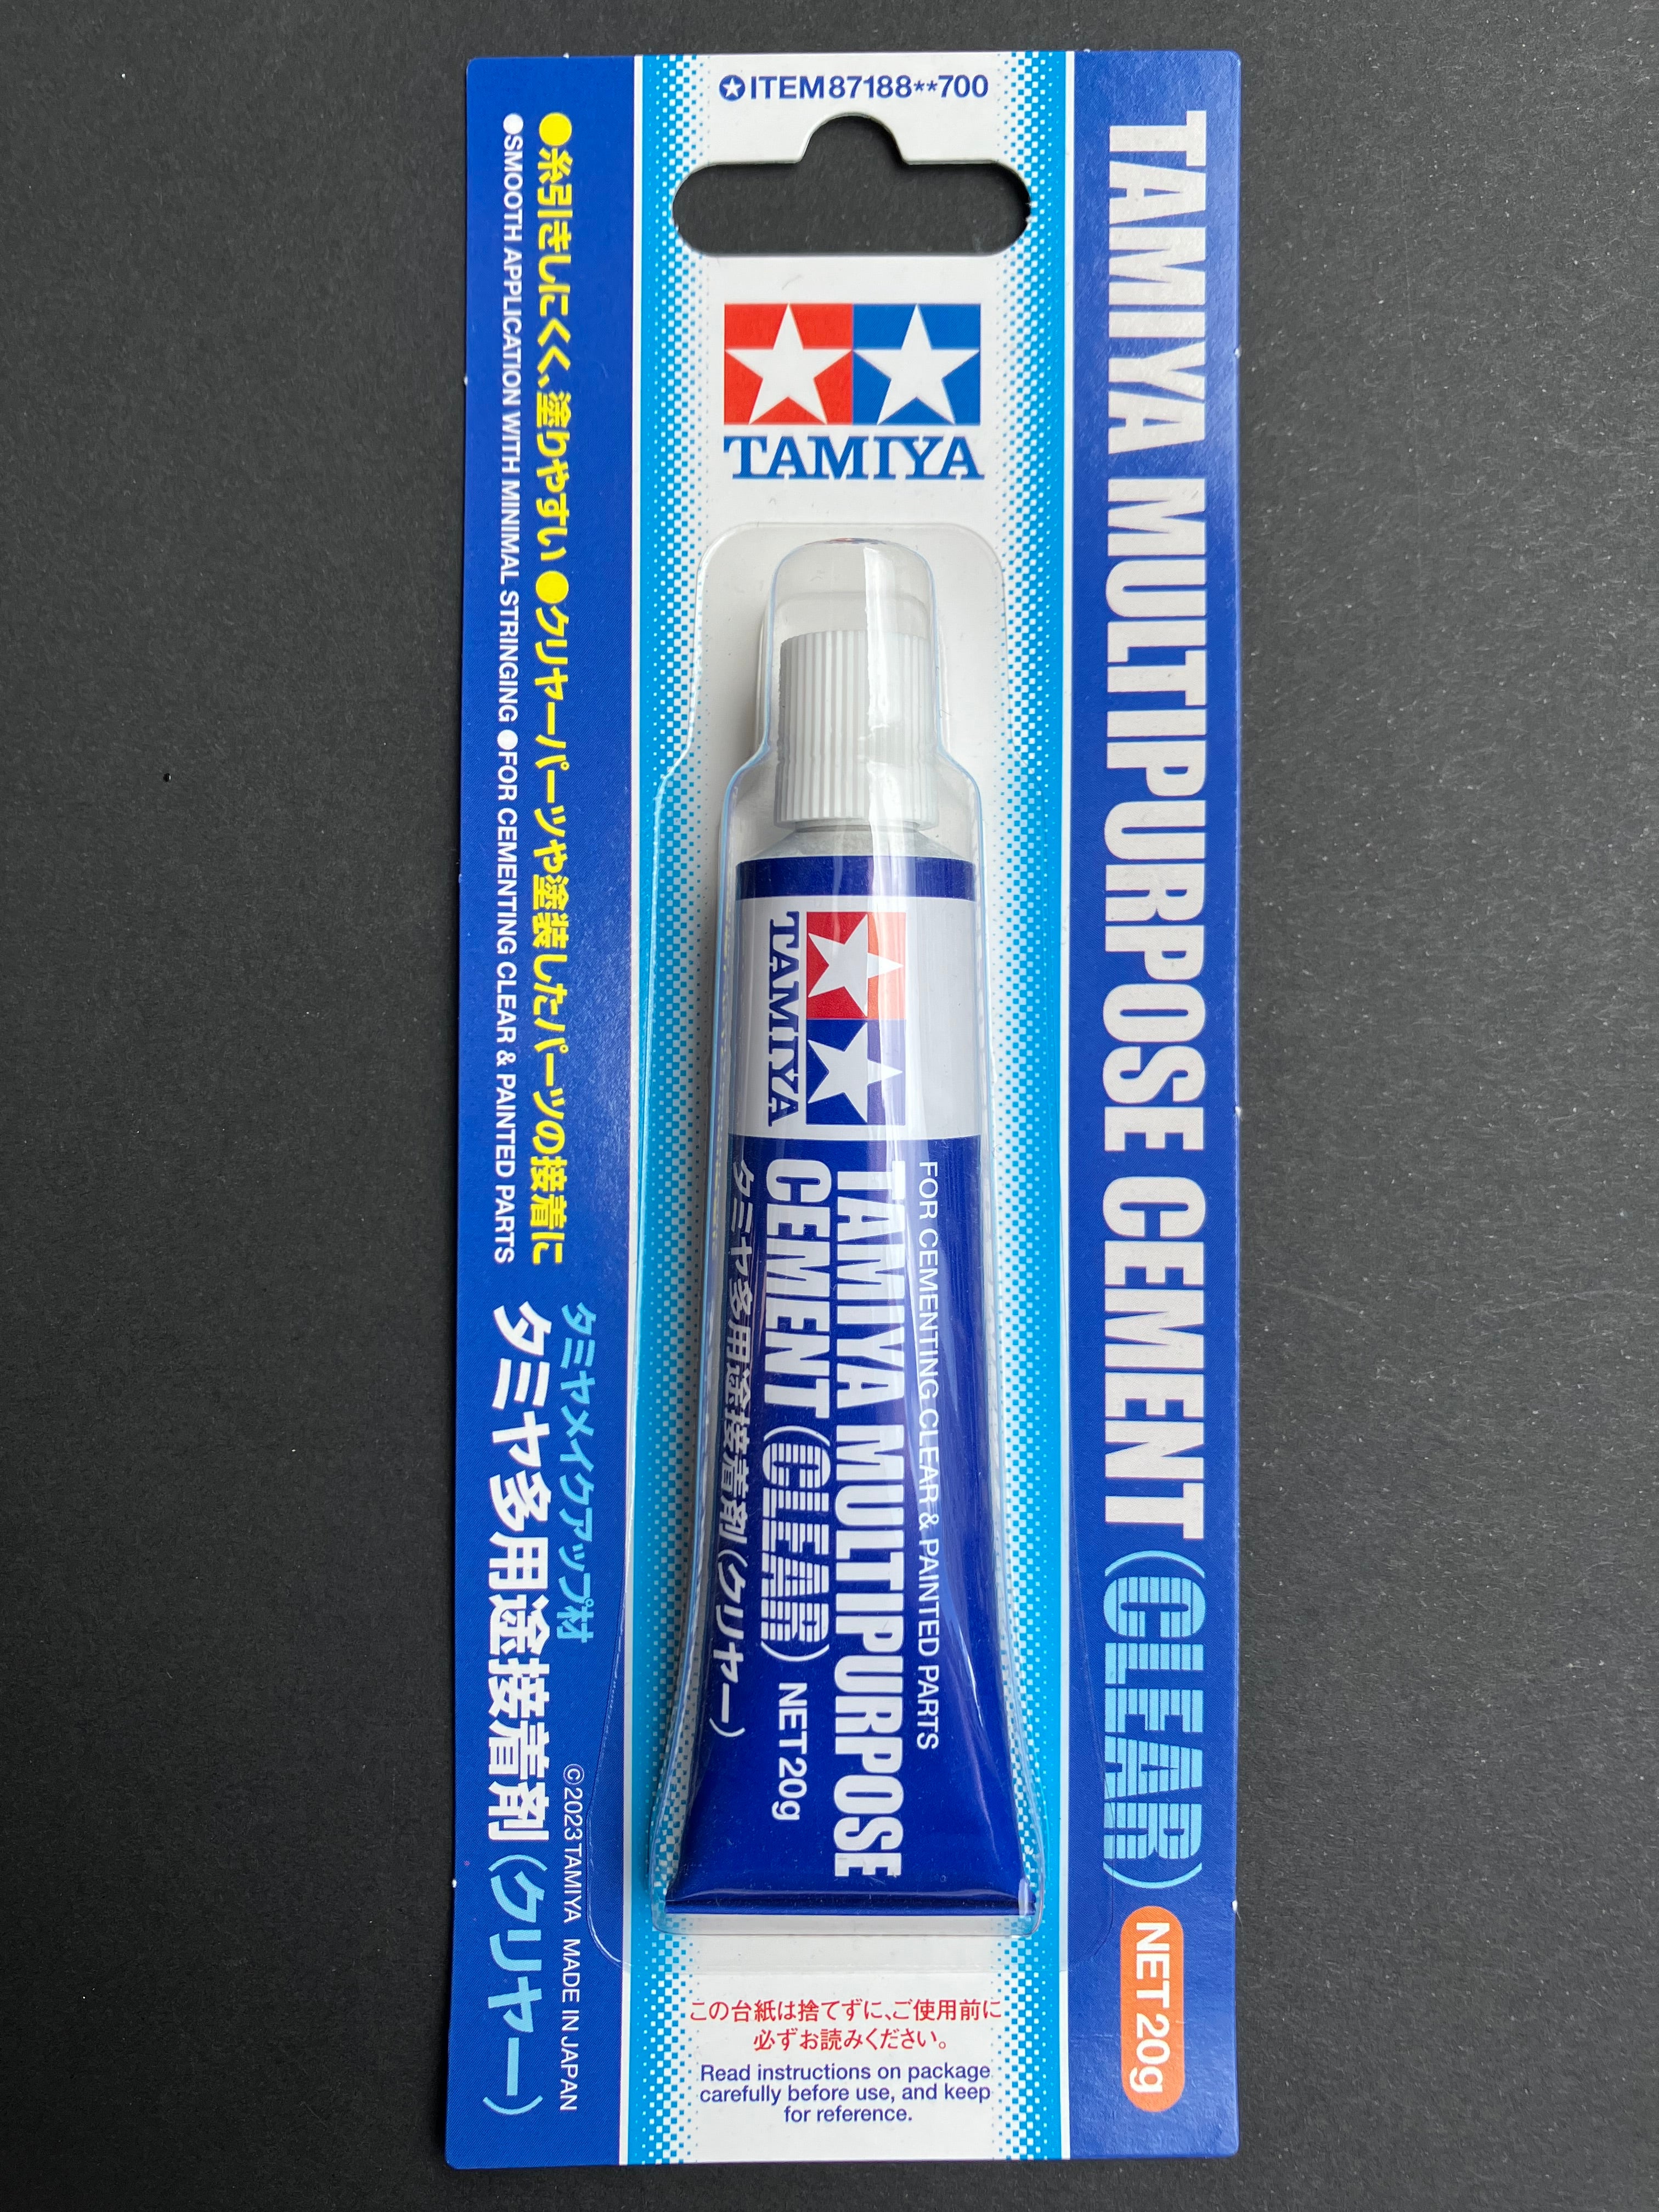 ✪ITEM87188**700
TAMIYA
TAMIYA MULTIPURPOSE CEMENT (CLEAR) NET 20g
●糸引きしにくく、塗りやすい ●クリヤーパーツや塗装したパーツの接着に
●SMOOTH APPLICATION WITH MINIMAL STRINGING ●FOR CEMENTING CLEAR & PAINTED PARTS
タミヤメイクアップ材
タミヤ多用途接着剤(クリヤー)
©2023 TAMIYA MADE IN JAPAN
TAMIYA
FOR CEMENTING CLEAR & PAINTED PARTS
TAMIYA MULTIPURPOSE
CEMENT (CLEAR) NET 20g
タミヤ多用途接着剤(クリヤー)
この台紙は捨てずに、ご使用前に
必ずお読みください。
Read instructions on package
carefully before use, and keep
for reference.